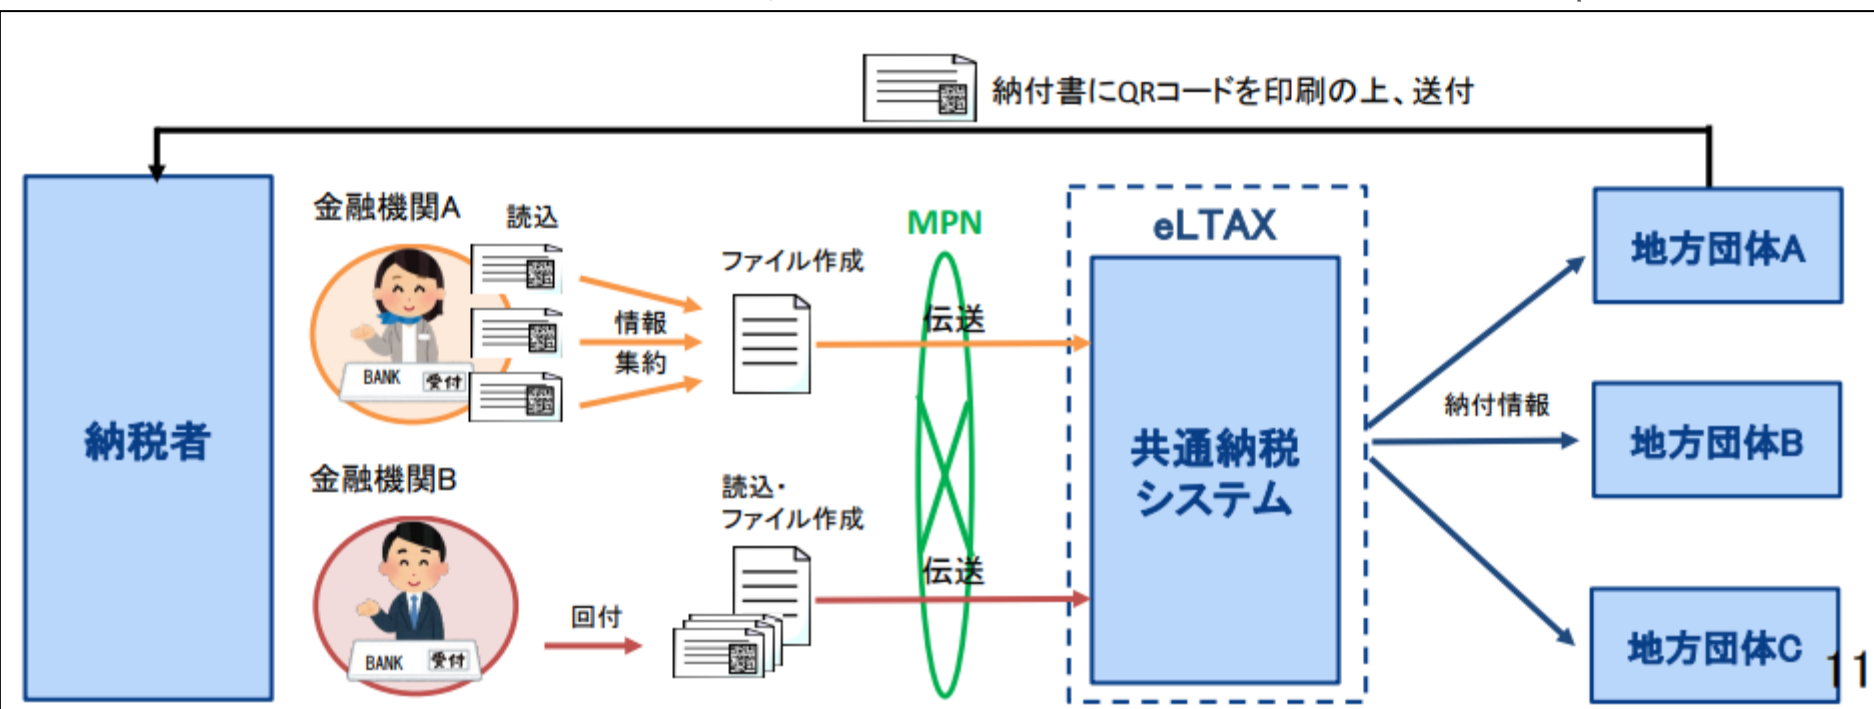 納付書にQRコードを印刷の上、送付
納税者
金融機関A
読込
BANK 受付
情報
集約
ファイル作成
金融機関B
BANK 受付
回付
読込・
ファイル作成
MPN
伝送
伝送
eLTAX
共通納税
システム
納付情報
地方団体A
地方団体B
地方団体C
11